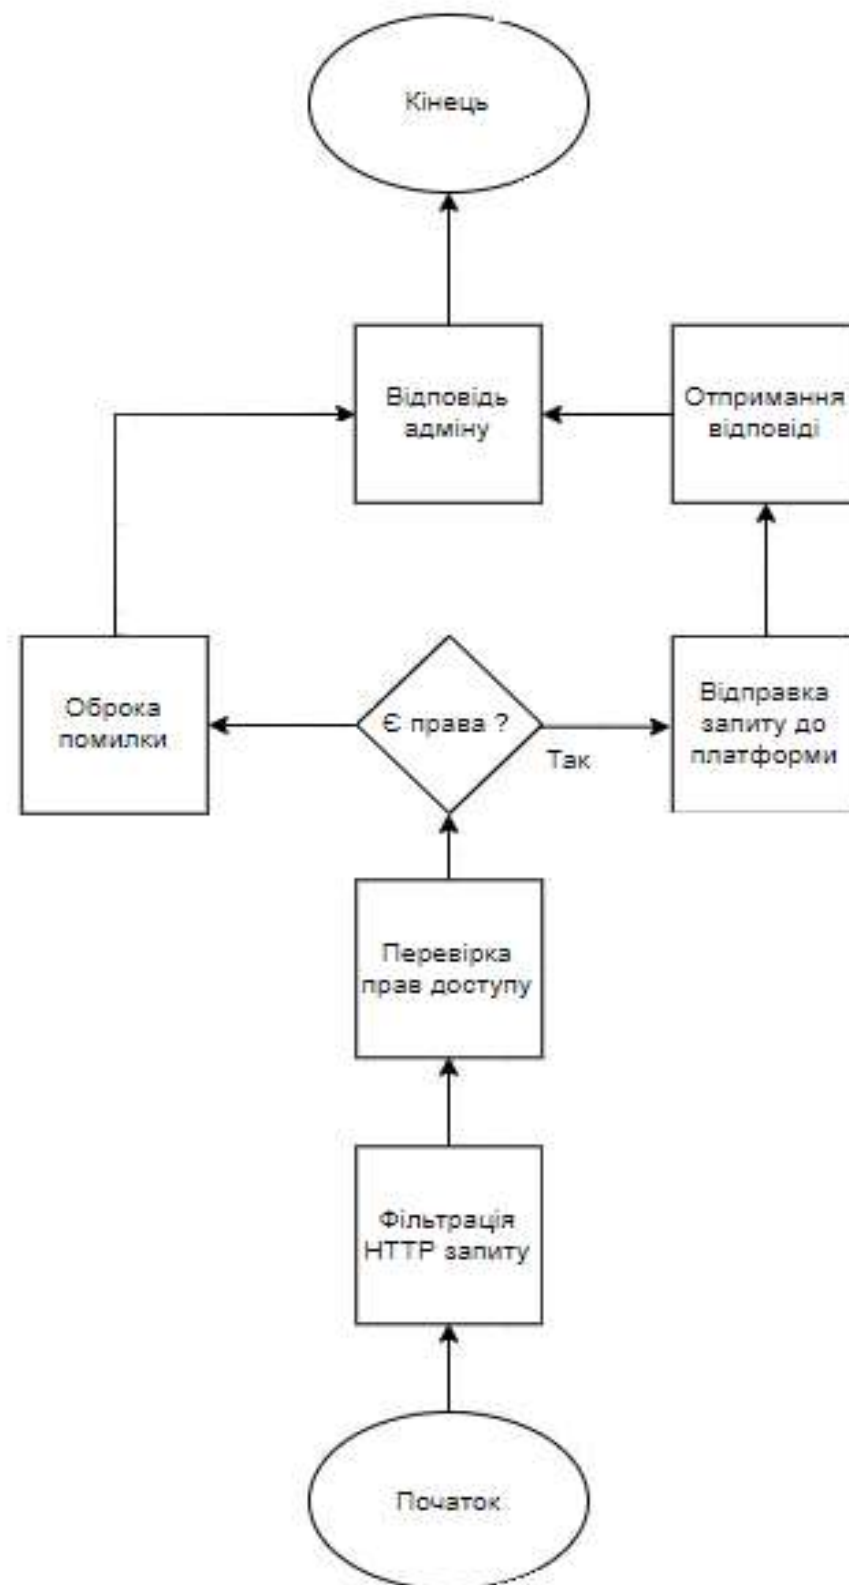 Кінець
Відповідь
адміну
Отпримання
відповіді
Оброка
помилки
Є права ?
Так
Відправка
запиту до
платформи
Перевірка
прав доступу
Фільтрація
HTTP запиту
Початок